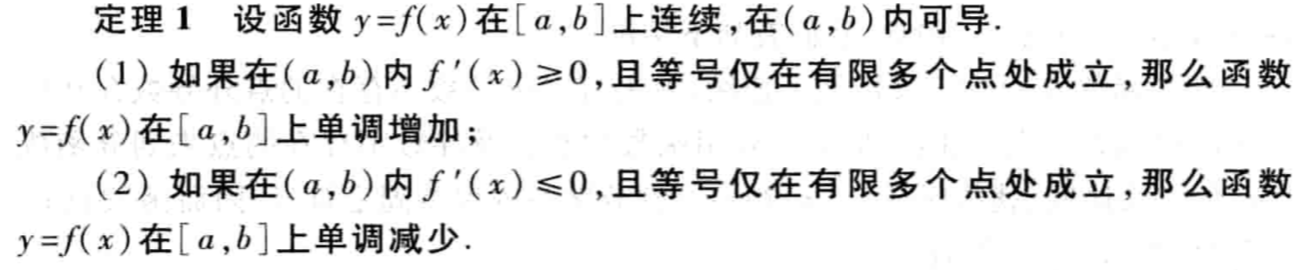 定理 1 设函数 y=f(x)在[a,b]上连续,在(a,b)内可导.
(1) 如果在(a,b)内 f′(x)≥0,且等号仅在有限多个点处成立,那么函数
y=f(x)在[a,b]上单调增加;
(2) 如果在(a,b)内 f′(x)≤0,且等号仅在有限多个点处成立,那么函数
y=f(x)在[a,b]上单调减少.